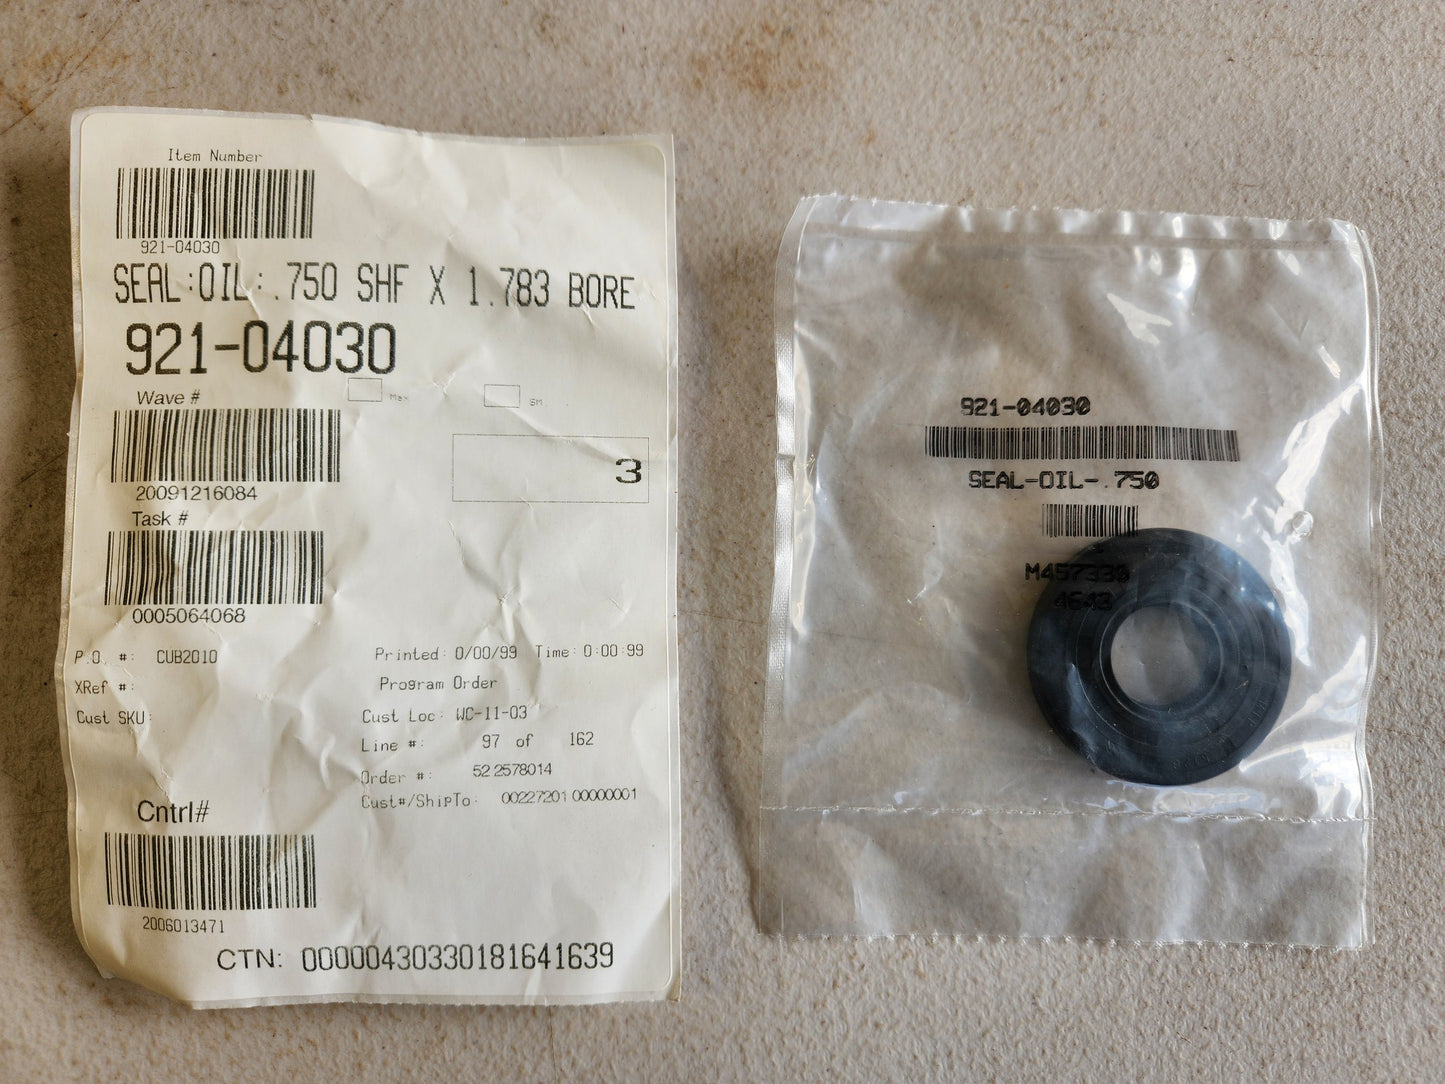 Item Number
921-04030
SEAL:OIL:.750 SHF X 1.783 BORE
921-04030
Wave #
Max
SM
20091216084
3
Task #
0005064068
P.O. #: CUB2010
Printed: 0/00/99 Time: 0:00:99
XRef #:
Program Order
Cust SKU:
Cust Loc: WC-11-03
Line #: 97 of 162
Order #: 52 2578014
Cust#/ShipTo: 00227201 00000001
Cntrl#
2006013471
CTN: 00000430330181641639
921-04030
SEAL-OIL-.750
1
M457330
4643